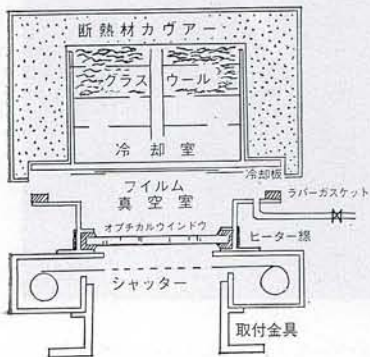 断熱材カヴアー
グラス ウール
冷却室
冷却板
フイルム
真空室
ラバーガスケット
オプチカルウインドウ
ヒーター線
シャッター
取付金具